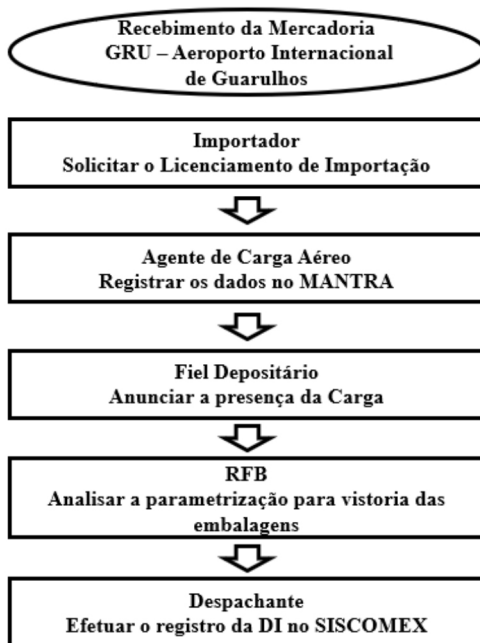 Recebimento da Mercadoria
GRU – Aeroporto Internacional
de Guarulhos
Importador
Solicitar o Licenciamento de Importação
Agente de Carga Aéreo
Registrar os dados no MANTRA
Fiel Depositário
Anunciar a presença da Carga
RFB
Analisar a parametrização para vistoria das
embalagens
Despachante
Efetuar o registro da DI no SISCOMEX